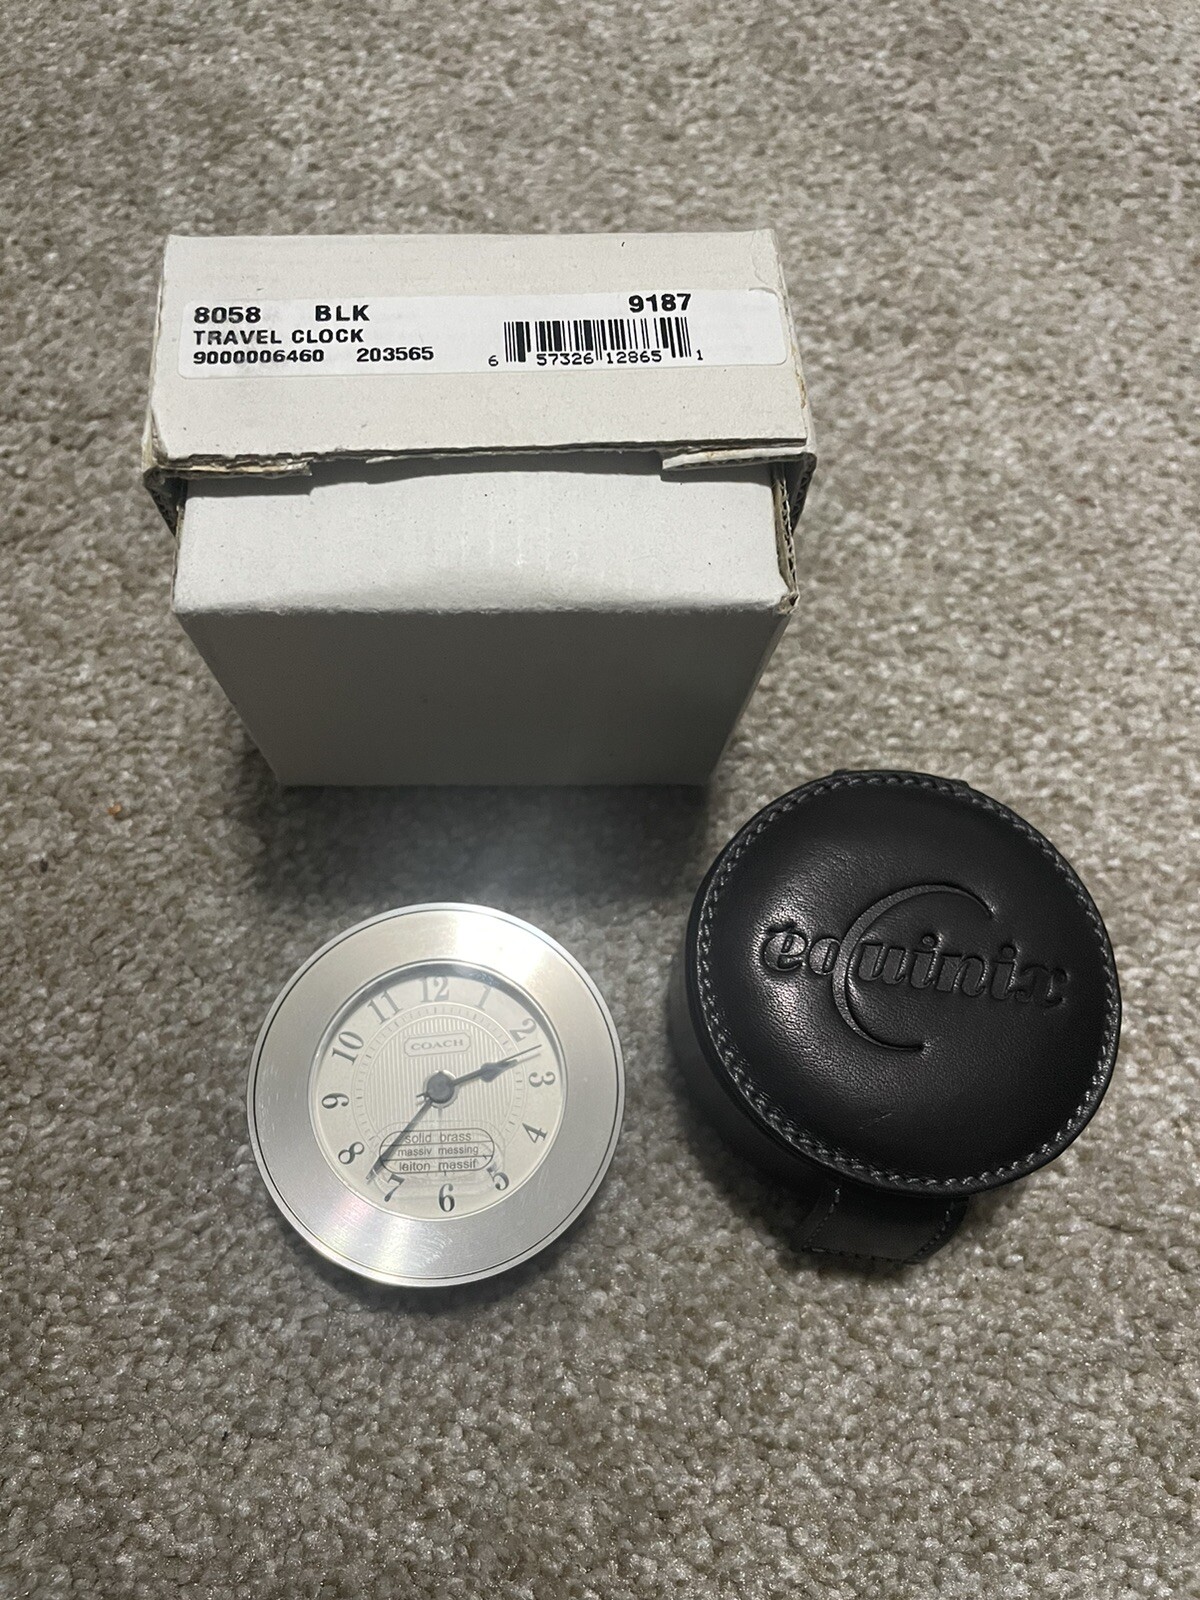 8058 BLK 9187
TRAVEL CLOCK
9000006460 203565
6 57326 12865 1
equinix
12
11 1
10 2
COACH
9 3
8 4
solid brass
massiv messing
laiton massif
7 5
6